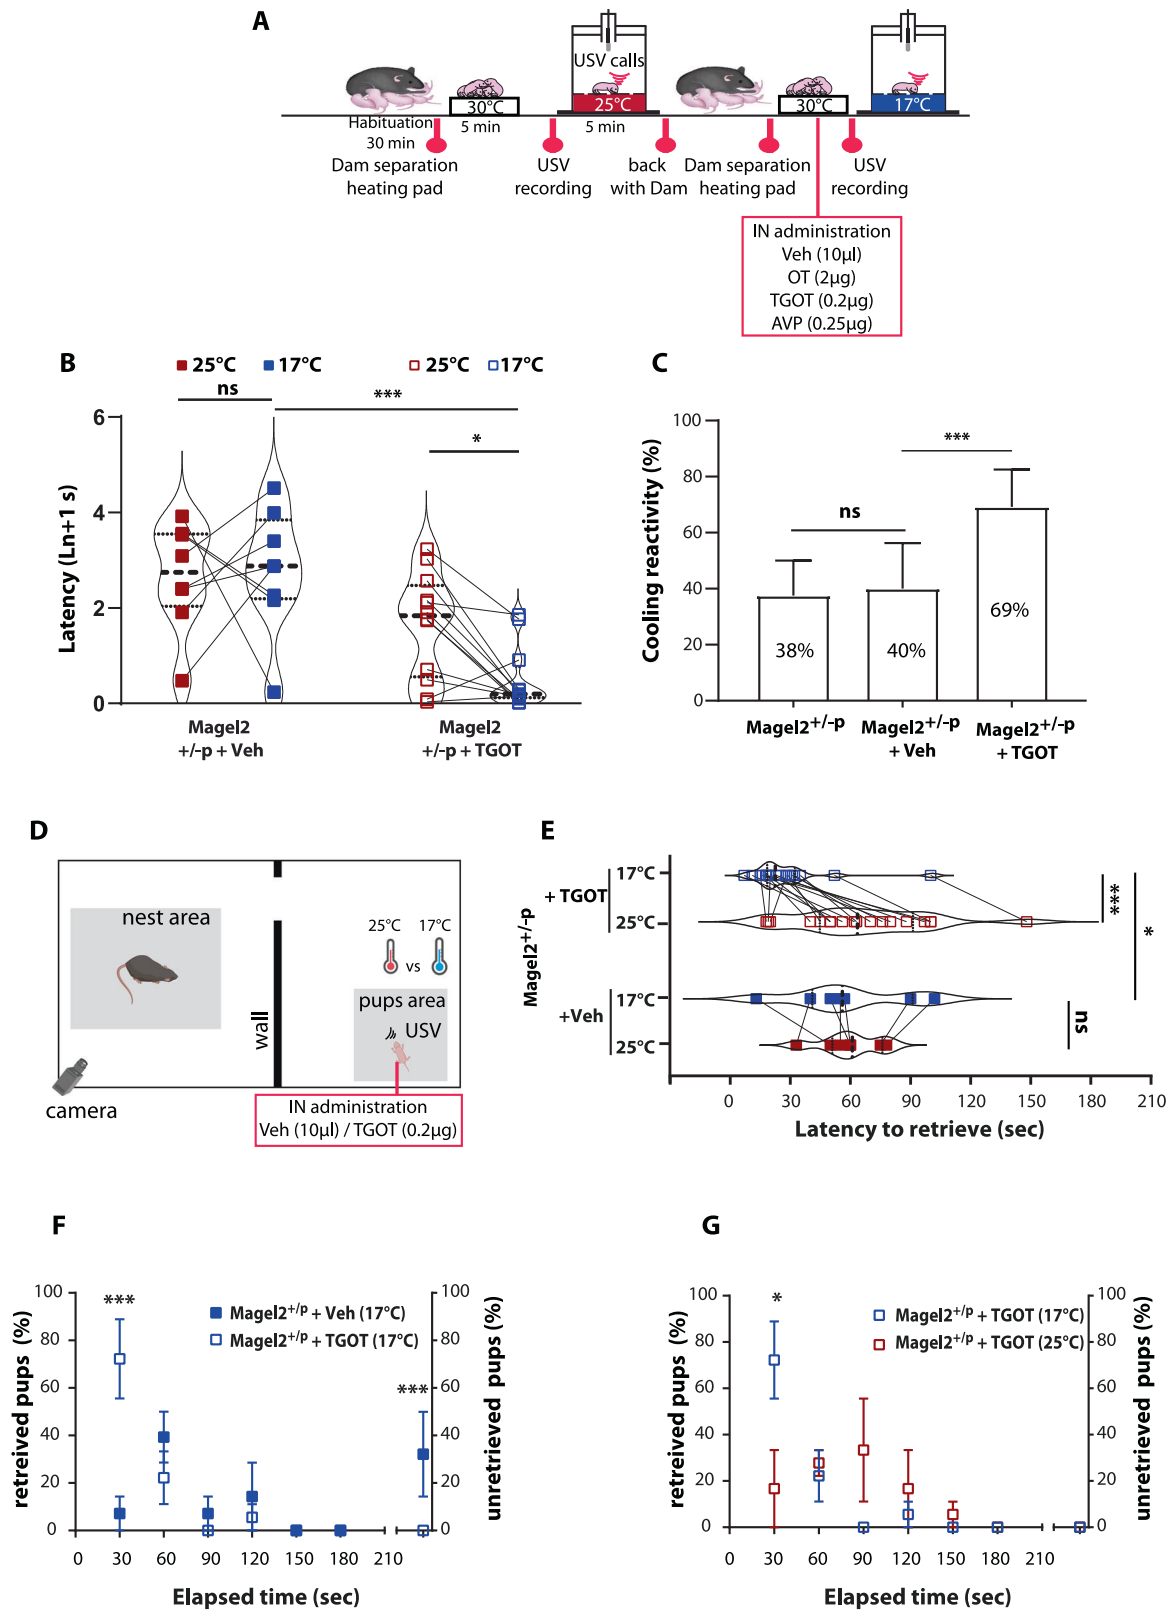 A
USV calls
30°C
25°C
30°C
17°C
Habituation
30 min
5 min
5 min
Dam separation
heating pad
USV
recording
back
with Dam
Dam separation
heating pad
USV
recording
IN administration
Veh (10µl)
OT (2µg)
TGOT (0.2µg)
AVP (0.25µg)
B
25°C
17°C
25°C
17°C
ns
***
*
Latency (Ln+1 s)
6
4
2
0
Magel2
+/-p + Veh
Magel2
+/-p + TGOT
C
Cooling reactivity (%)
100
80
60
40
20
0
ns
***
38%
40%
69%
Magel2+/-p
Magel2+/-p
+ Veh
Magel2+/-p
+ TGOT
D
nest area
wall
25°C
17°C
vs
pups area
USV
camera
IN administration
Veh (10µl) / TGOT (0.2µg)
E
Magel2+/-p
+ TGOT
17°C
25°C
+Veh
17°C
25°C
***
*
ns
0
30
60
90
120
150
180
210
Latency to retrieve (sec)
F
retreived pups (%)
100
80
60
40
20
0
***
Magel2+/p + Veh (17°C)
Magel2+/p + TGOT (17°C)
***
100
80
60
40
20
0
unretrieved pups (%)
0
30
60
90
120
150
180
210
Elapsed time (sec)
G
retrieved pups (%)
100
80
60
40
20
0
*
Magel2+/p + TGOT (17°C)
Magel2+/p + TGOT (25°C)
100
80
60
40
20
0
unretrieved pups (%)
0
30
60
90
120
150
180
210
Elapsed time (sec)